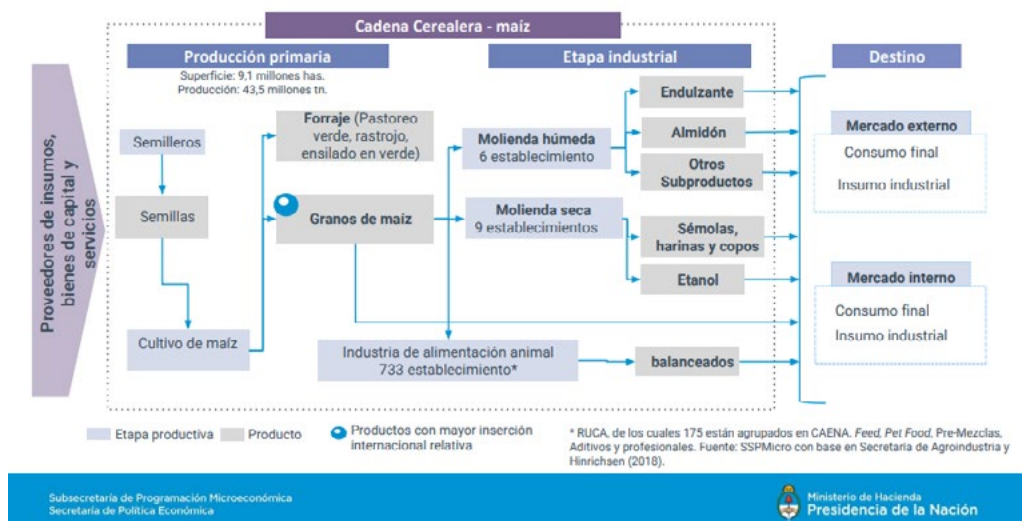 Cadena Cerealera - maíz
Producción primaria
Superficie: 9,1 millones has.
Producción: 43,5 millones tn.
Etapa industrial
Destino
Proveedores de insumos,
bienes de capital y
servicios
Semilleros
Semillas
Cultivo de maíz
Forraje (Pastoreo
verde, rastrojo,
ensilado en verde)
Granos de maíz
Molienda húmeda
6 establecimiento
Molienda seca
9 establecimientos
Industria de alimentación animal
733 establecimiento*
Endulzante
Almidón
Otros
Subproductos
Sémolas,
harinas y copos
Etanol
balanceados
Mercado externo
Consumo final
Insumo industrial
Mercado interno
Consumo final
Insumo industrial
Etapa productiva
Producto
Productos con mayor inserción
internacional relativa
* RUCA, de los cuales 175 están agrupados en CAENA. Feed, Pet Food, Pre-Mezclas,
Aditivos y profesionales. Fuente: SSPMicro con base en Secretaría de Agroindustria y
Hinrichsen (2018).
Subsecretaría de Programación Microeconómica
Secretaría de Política Económica
Ministerio de Hacienda
Presidencia de la Nación